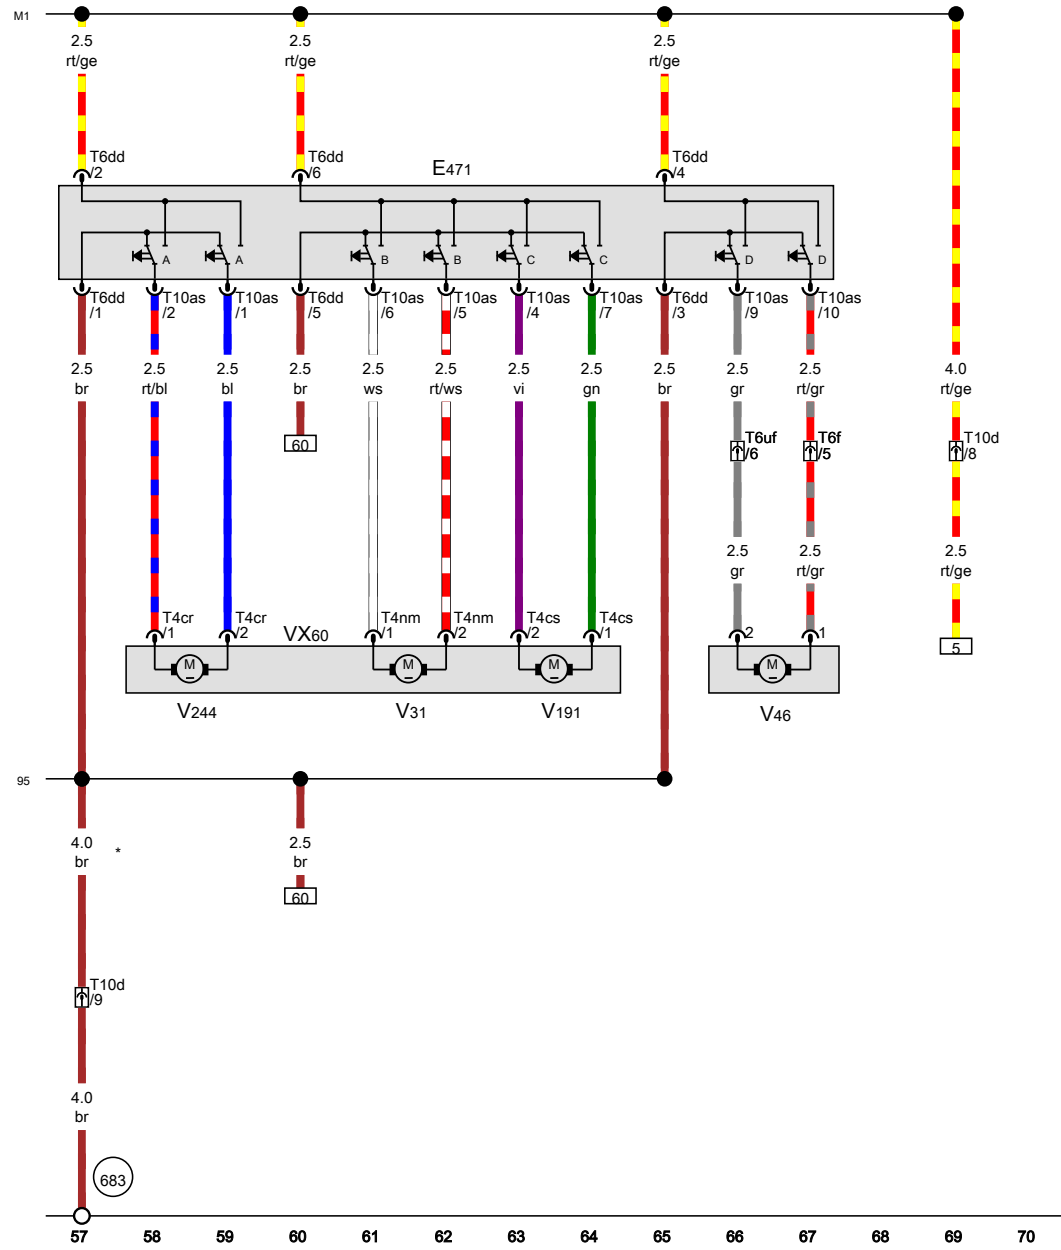 M1
2.5 2.5 2.5
rt/ge rt/ge rt/ge
T6dd T6dd T6dd
/2 /6 /4
E471
A A B B C C D D
T6dd T10as T10as T6dd T10as T10as T10as T10as T6dd T10as T10as
/1 /2 /1 /5 /6 /5 /4 /7 /3 /9 /10
2.5 2.5 2.5 2.5 2.5 2.5 2.5 2.5 2.5 2.5 2.5 4.0
br rt/bl bl br ws rt/ws vi gn br gr rt/gr rt/ge
60 T6uf T6f T10d
/6 /5 /8
2.5 2.5 2.5
gr rt/gr rt/ge
T4cr T4cr T4nm T4nm T4cs T4cs
/1 /2 VX60 /1 /2 /2 /1 2 1
5
M M M M
V244 V31 V191 V46
95
4.0 * 2.5
br br
60
T10d
/9
4.0
br
683
57 58 59 60 61 62 63 64 65 66 67 68 69 70